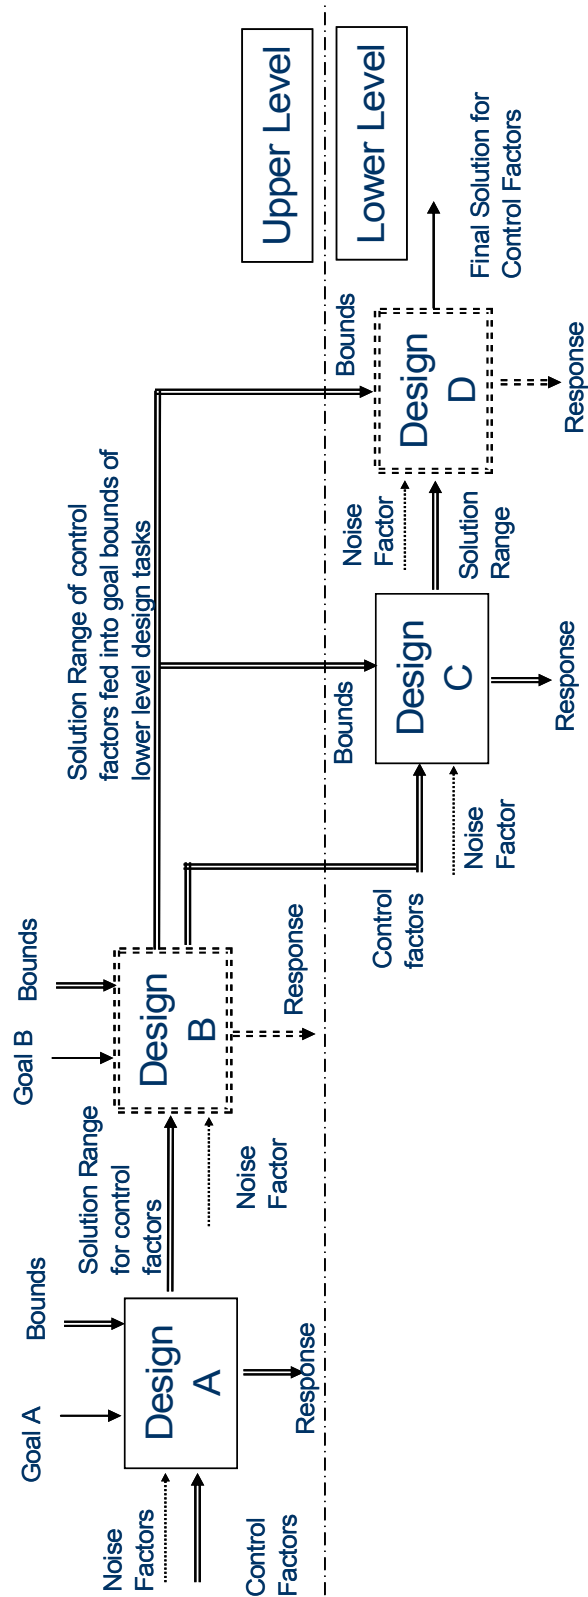 Noise
Factors
Control
Factors
Goal A
Bounds
Design
A
Response
Solution Range
for control
factors
Noise
Factor
Goal B
Bounds
Design
B
Response
Solution Range of control
factors fed into goal bounds of
lower level design tasks
Upper Level
Lower Level
Control
factors
Noise
Factor
Bounds
Design
C
Response
Solution
Range
Noise
Factor
Bounds
Design
D
Response
Final Solution for
Control Factors